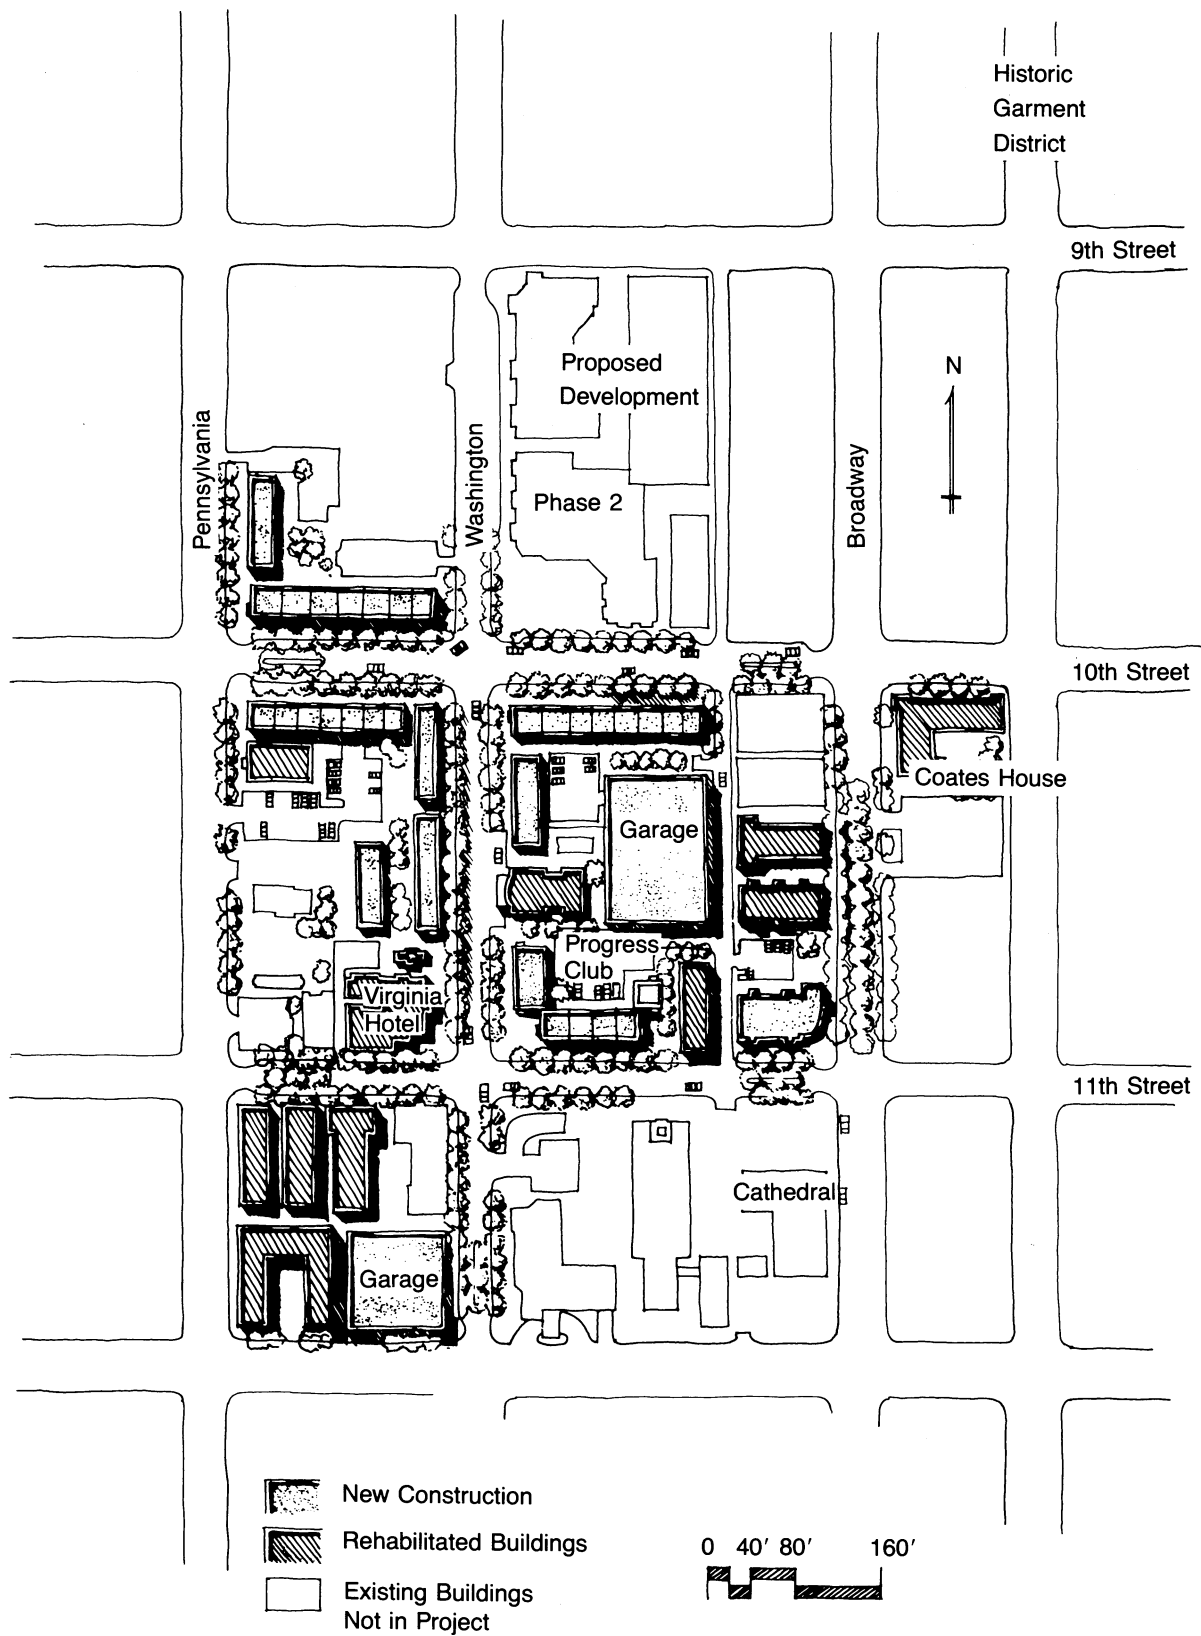 Historic
Garment
District
9th Street
N
Proposed
Development
Pennsylvania
Washington
Broadway
Phase 2
10th Street
Coates House
Garage
Progress
Club
Virginia
Hotel
11th Street
Cathedral
Garage
New Construction
Rehabilitated Buildings
Existing Buildings
Not in Project
0 40′ 80′ 160′